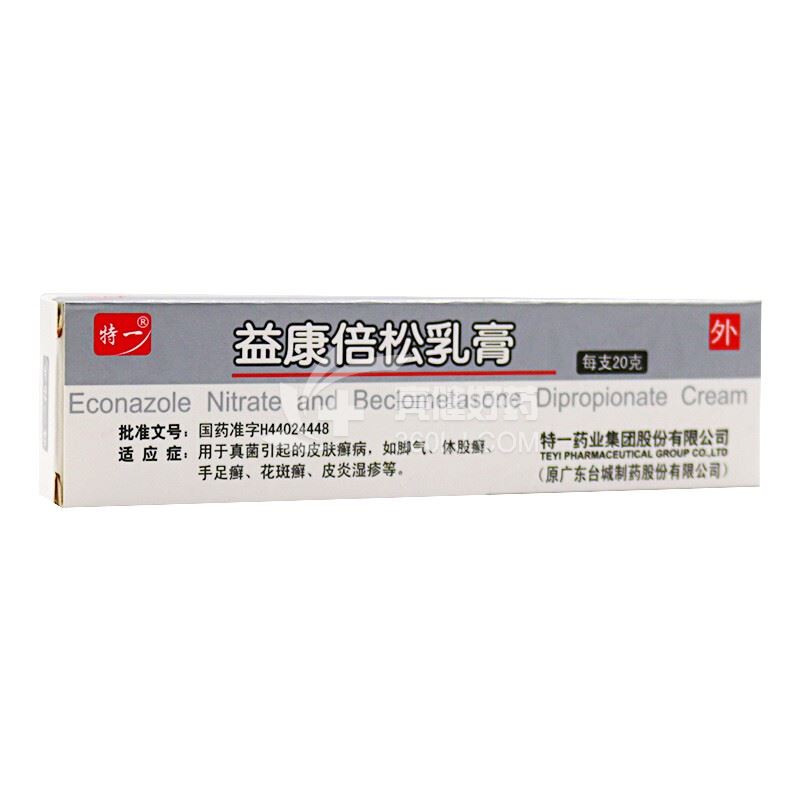 特一®
益康倍松乳膏
每支20克
外
Econazole Nitrate and Beclometasone Dipropionate Cream
批准文号：国药准字H44024448
适应症：用于真菌引起的皮肤癣病，如脚气、体股癣、
手足癣、花斑癣、皮炎湿疹等。
特一药业集团股份有限公司
TEYI PHARMACEUTICAL GROUP CO.,LTD
（原广东台城制药股份有限公司）